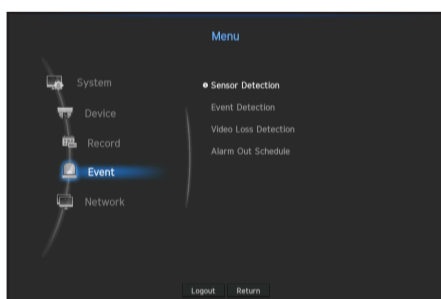 Menu
System
Device
Record
Event
Network
Sensor Detection
Event Detection
Video Loss Detection
Alarm Out Schedule
Logout Return